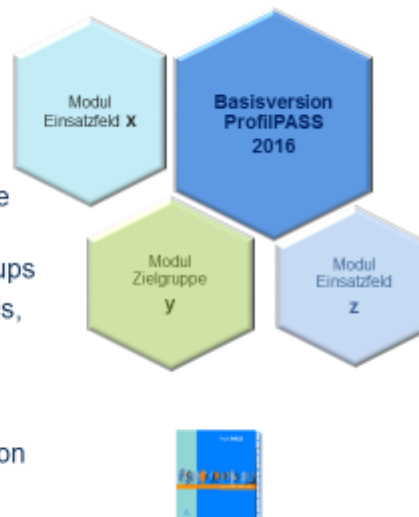 Modul
Einsatzfeld x
Basisversion
ProfilPASS
2016
e
ups
s,
Modul
Zielgruppe
y
Modul
Einsatzfeld
z
on